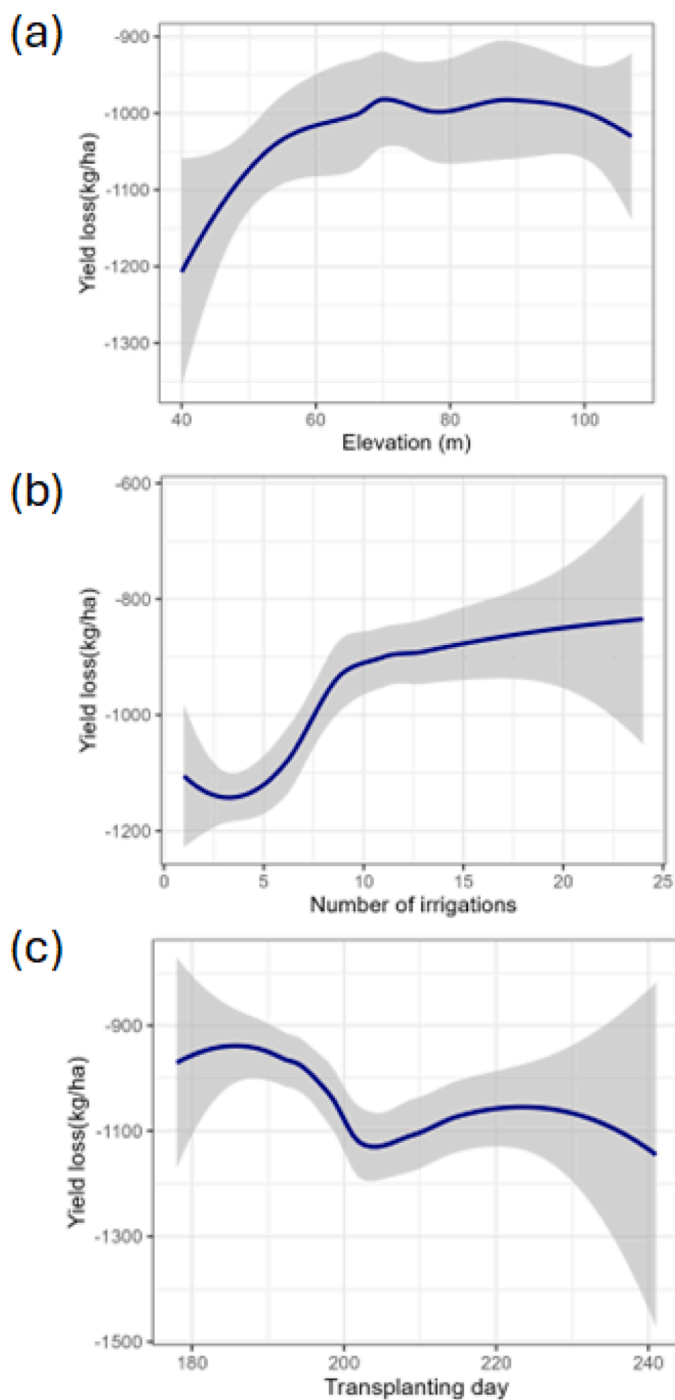 (a)
Yield loss(kg/ha)
-900
-1000
-1100
-1200
-1300
40 60 80 100
Elevation (m)
(b)
Yield loss(kg/ha)
-600
-800
-1000
-1200
0 5 10 15 20 25
Number of irrigations
(c)
Yield loss(kg/ha)
-900
-1100
-1300
-1500
180 200 220 240
Transplanting day